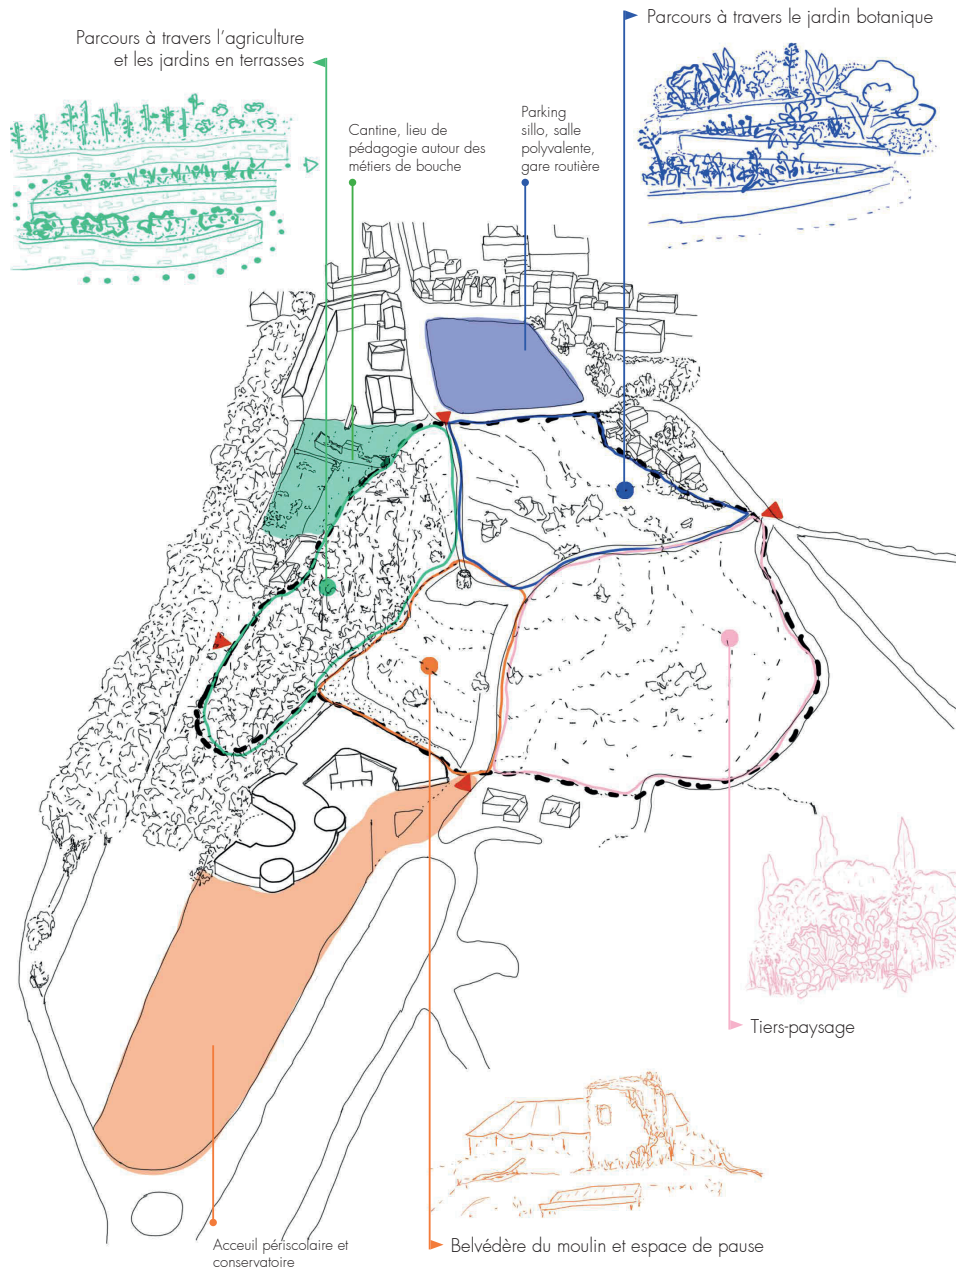 Parcours à travers le jardin botanique
Parcours à travers l'agriculture
et les jardins en terrasses
Cantine, lieu de
pédagogie autour des
métiers de bouche
Parking
sillo, salle
polyvalente,
gare routière
Tiers-paysage
Acceuil périscolaire et
conservatoire
Belvédère du moulin et espace de pause